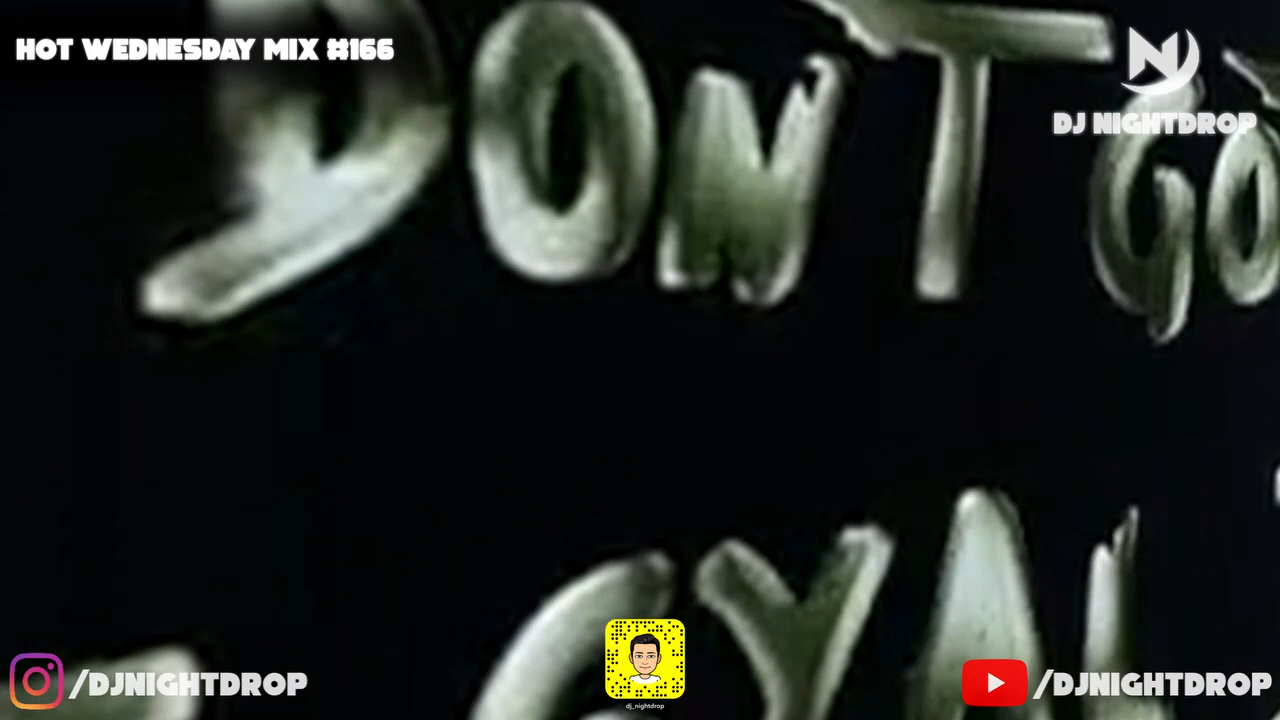 HOT WEDNESDAY MIX #166
DJ NIGHTDROP
DON'T GO
/DJNIGHTDROP
dj_nightdrop
/DJNIGHTDROP